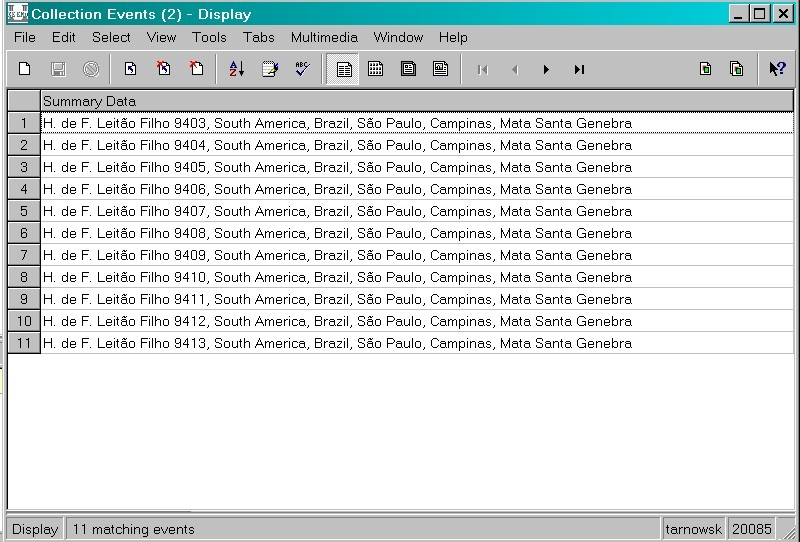 Collection Events (2) - Display
File Edit Select View Tools Tabs Multimedia Window Help
Summary Data
1 H. de F. Leitão Filho 9403, South America, Brazil, São Paulo, Campinas, Mata Santa Genebra
2 H. de F. Leitão Filho 9404, South America, Brazil, São Paulo, Campinas, Mata Santa Genebra
3 H. de F. Leitão Filho 9405, South America, Brazil, São Paulo, Campinas, Mata Santa Genebra
4 H. de F. Leitão Filho 9406, South America, Brazil, São Paulo, Campinas, Mata Santa Genebra
5 H. de F. Leitão Filho 9407, South America, Brazil, São Paulo, Campinas, Mata Santa Genebra
6 H. de F. Leitão Filho 9408, South America, Brazil, São Paulo, Campinas, Mata Santa Genebra
7 H. de F. Leitão Filho 9409, South America, Brazil, São Paulo, Campinas, Mata Santa Genebra
8 H. de F. Leitão Filho 9410, South America, Brazil, São Paulo, Campinas, Mata Santa Genebra
9 H. de F. Leitão Filho 9411, South America, Brazil, São Paulo, Campinas, Mata Santa Genebra
10 H. de F. Leitão Filho 9412, South America, Brazil, São Paulo, Campinas, Mata Santa Genebra
11 H. de F. Leitão Filho 9413, South America, Brazil, São Paulo, Campinas, Mata Santa Genebra
Display 11 matching events tarnowsk 20085